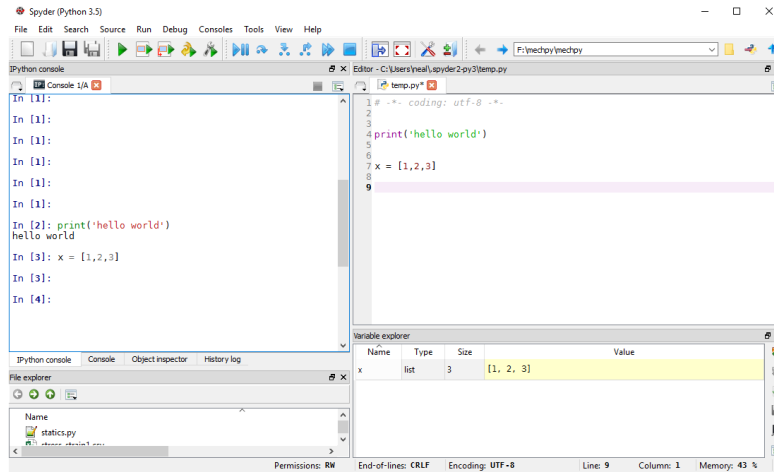 Spyder (Python 3.5)
File Edit Search Source Run Debug Consoles Tools View Help
F:\mechpy\mechpy
IPython console
Console 1/A
In [1]:
In [1]:
In [1]:
In [1]:
In [1]:
In [1]:
In [2]: print('hello world')
hello world
In [3]: x = [1,2,3]
In [3]:
In [4]:
IPython console Console Object inspector History log
File explorer
Name
statics.py
Editor - C:\Users\neal\.spyder2-py3\temp.py
temp.py*
1 # -*- coding: utf-8 -*-
2
3
4 print('hello world')
5
6
7 x = [1,2,3]
8
9
Variable explorer
Name Type Size Value
x list 3 [1, 2, 3]
Permissions: RW End-of-lines: CRLF Encoding: UTF-8 Line: 9 Column: 1 Memory: 43 %